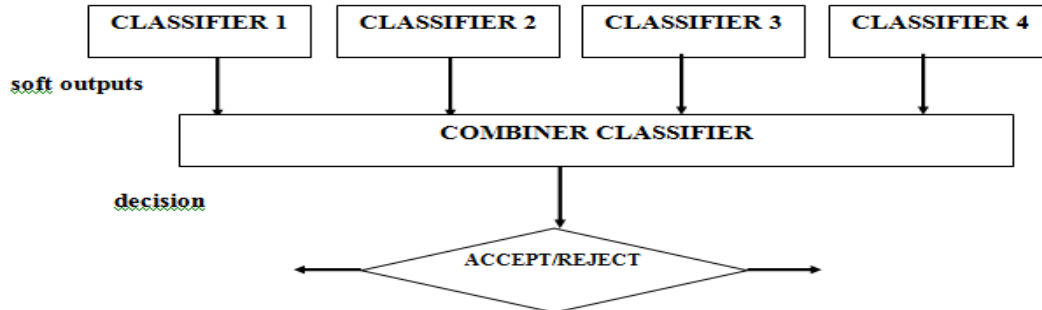 CLASSIFIER 1
CLASSIFIER 2
CLASSIFIER 3
CLASSIFIER 4
soft outputs
COMBINER CLASSIFIER
decision
ACCEPT/REJECT